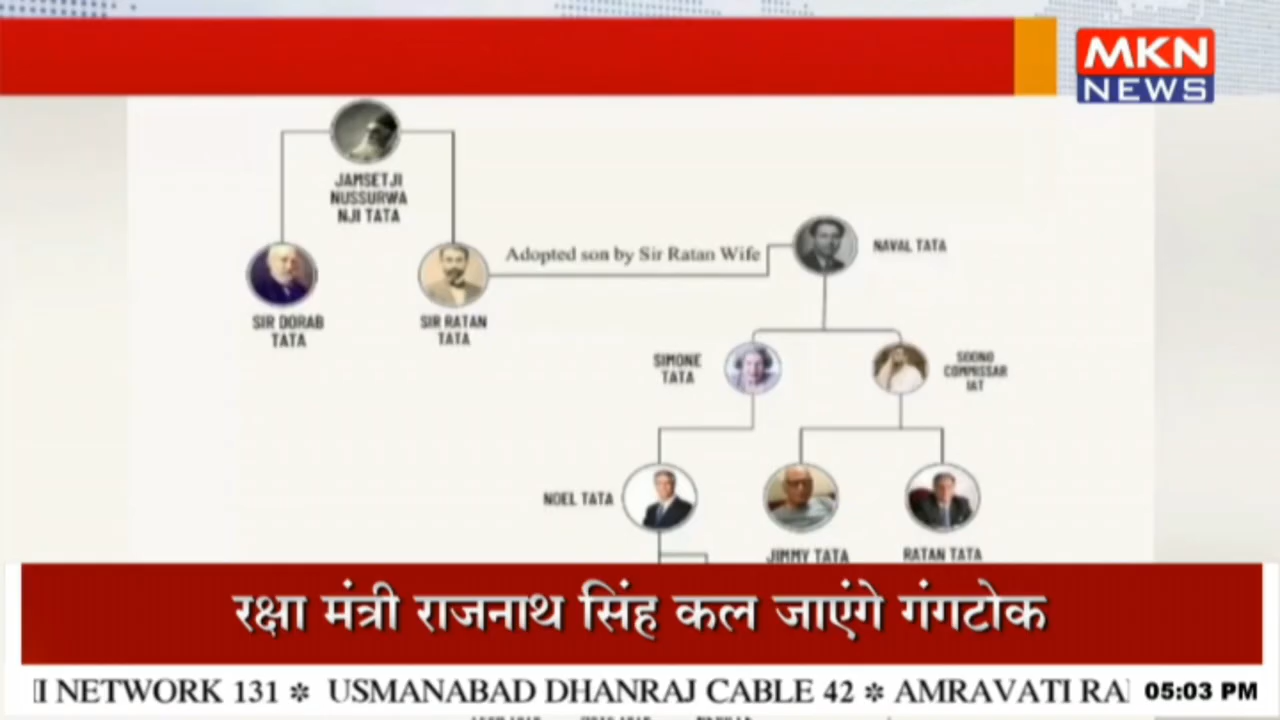 MKN
NEWS
JAMSETJI
NUSSURWA
NJI TATA
Adopted son by Sir Ratan Wife
NAVAL TATA
SIR DORAB
TATA
SIR RATAN
TATA
SIMONE
TATA
SOONO
COMMISSAR
IAT
NOEL TATA
JIMMY TATA
RATAN TATA
रक्षा मंत्री राजनाथ सिंह कल जाएंगे गंगटोक
I NETWORK 131 ✼ USMANABAD DHANRAJ CABLE 42 ✼ AMRAVATI RA
05:03 PM